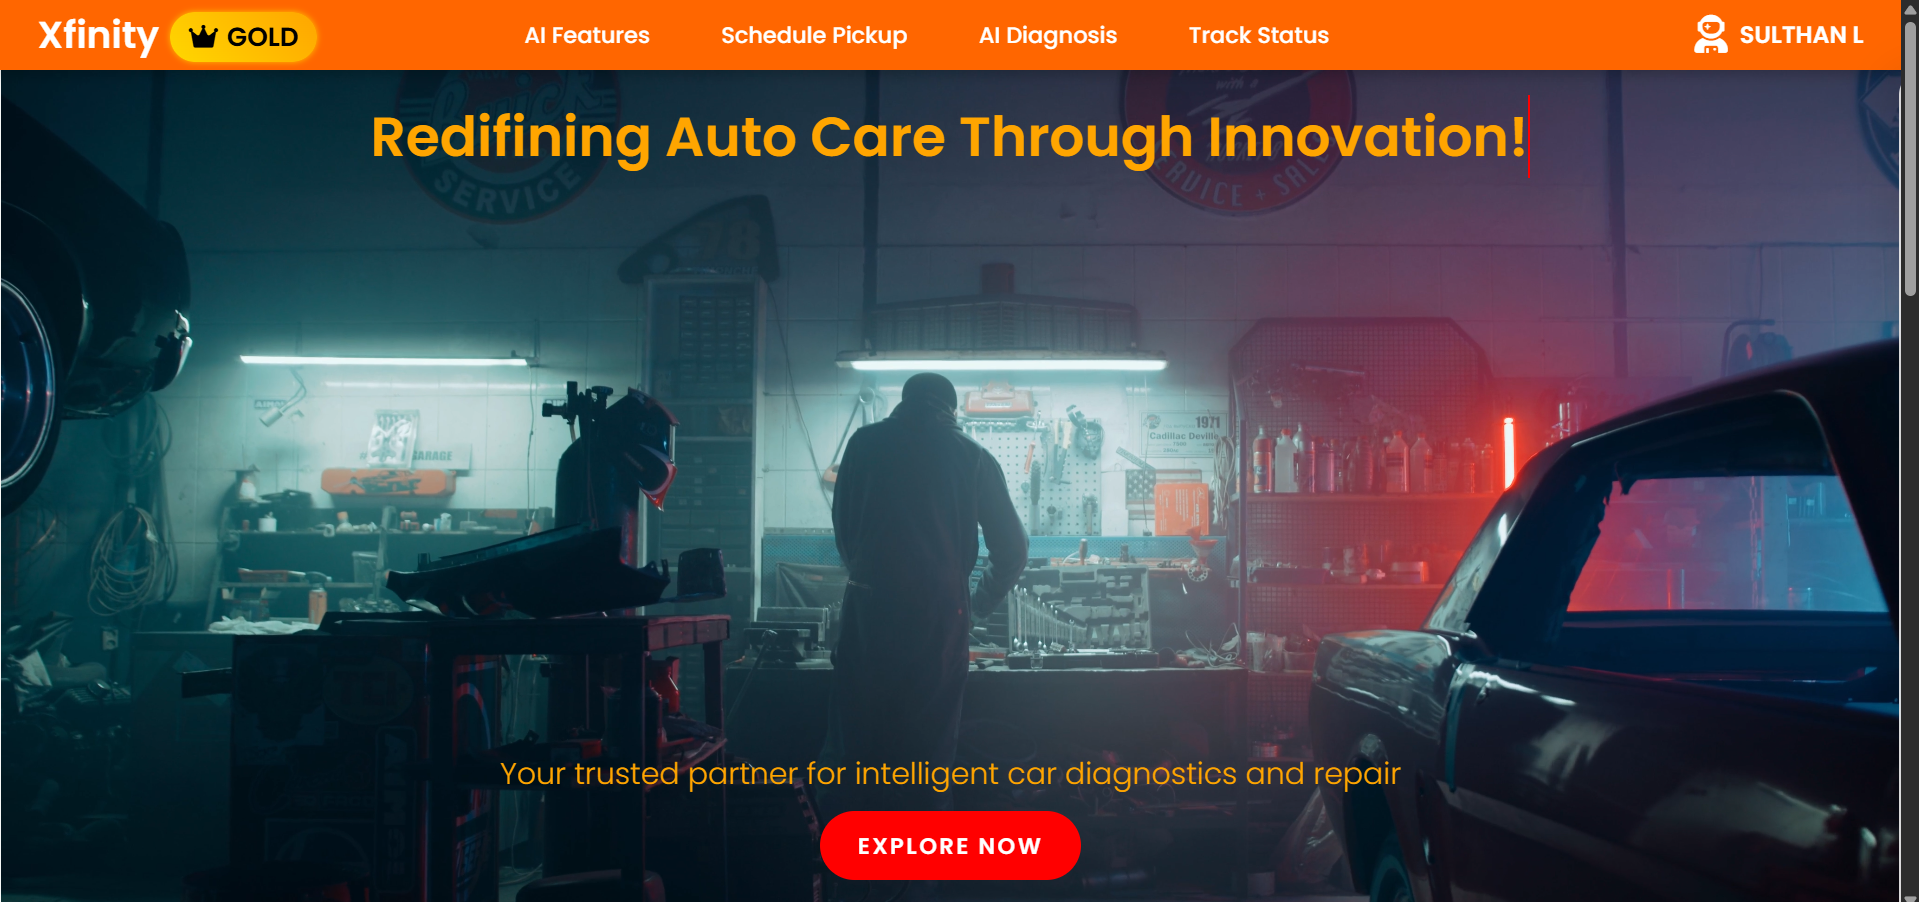 Xfinity GOLD AI Features Schedule Pickup AI Diagnosis Track Status SULTHAN L
Redifining Auto Care Through Innovation!
SERVICE
78
1971
Cadillac Deville
GARAGE
Your trusted partner for intelligent car diagnostics and repair
EXPLORE NOW